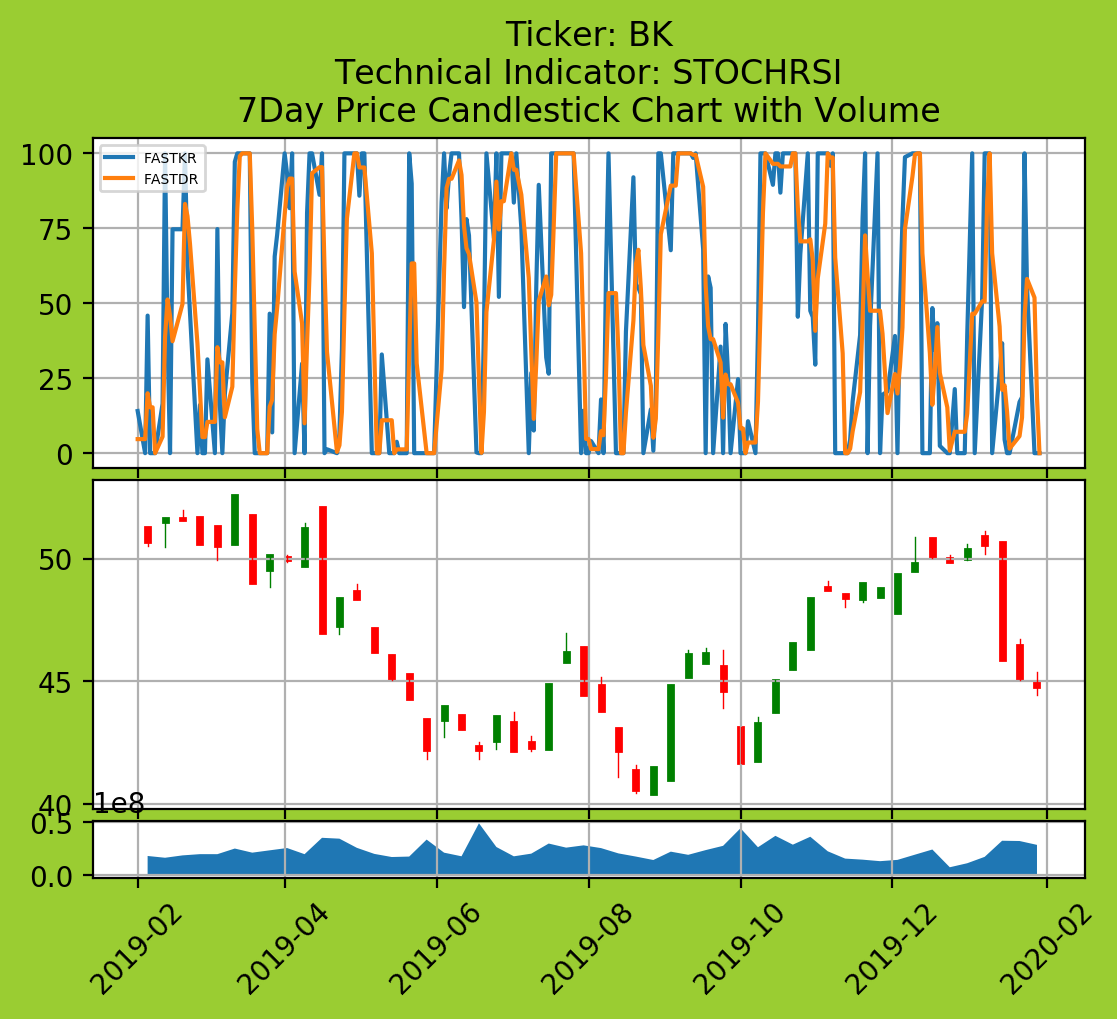 Ticker: BK
Technical Indicator: STOCHRSI
7Day Price Candlestick Chart with Volume
100
75
50
25
0
FASTKR
FASTDR
50
45
40
1e8
0.5
0.0
2019-02
2019-04
2019-06
2019-08
2019-10
2019-12
2020-02